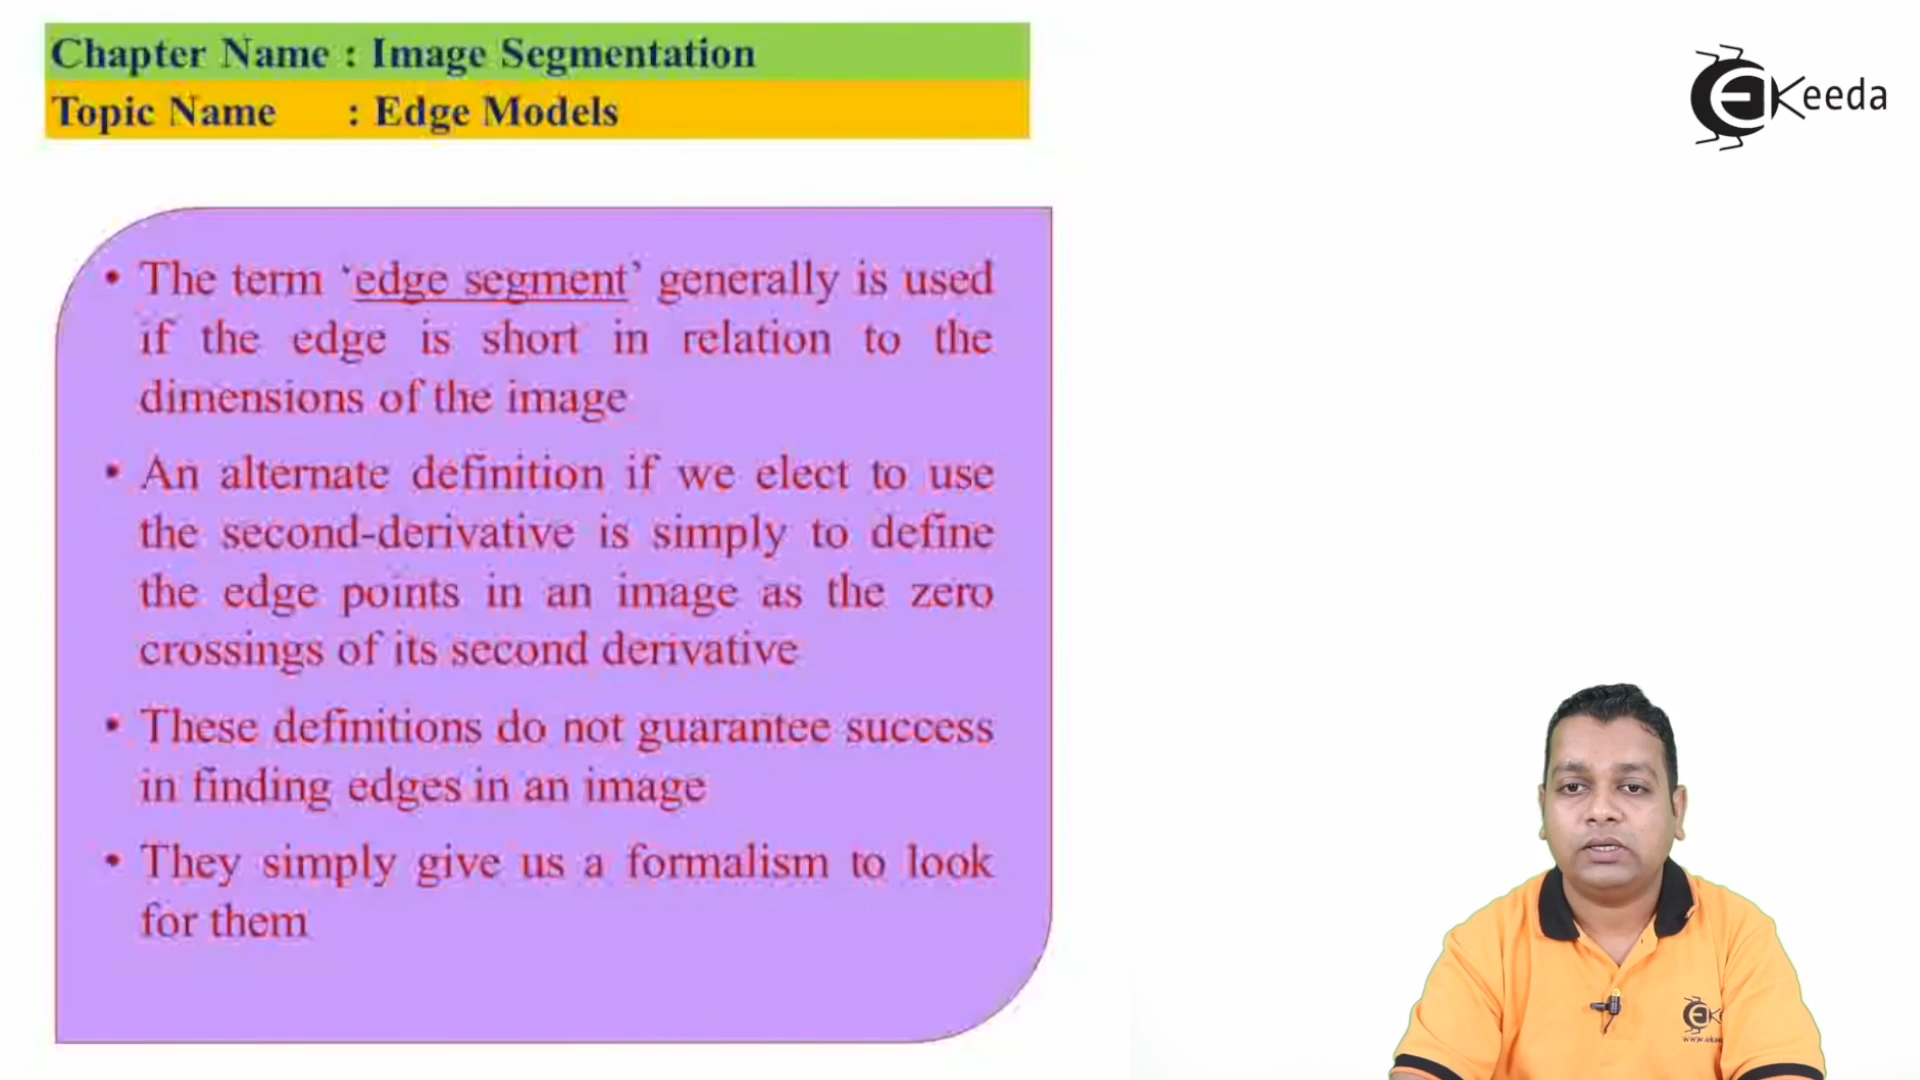 Chapter Name : Image Segmentation
Topic Name : Edge Models
eKeeda
• The term ‘edge segment’ generally is used
if the edge is short in relation to the
dimensions of the image
• An alternate definition if we elect to use
the second-derivative is simply to define
the edge points in an image as the zero
crossings of its second derivative
• These definitions do not guarantee success
in finding edges in an image
• They simply give us a formalism to look
for them